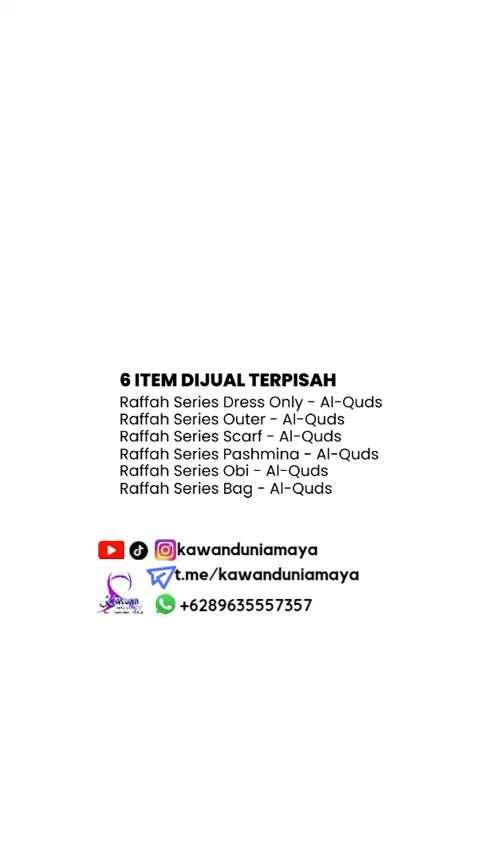 6 ITEM DIJUAL TERPISAH
Raffah Series Dress Only - Al-Quds
Raffah Series Outer - Al-Quds
Raffah Series Scarf - Al-Quds
Raffah Series Pashmina - Al-Quds
Raffah Series Obi - Al-Quds
Raffah Series Bag - Al-Quds
kawanduniamaya
t.me/kawanduniamaya
+6289635557357